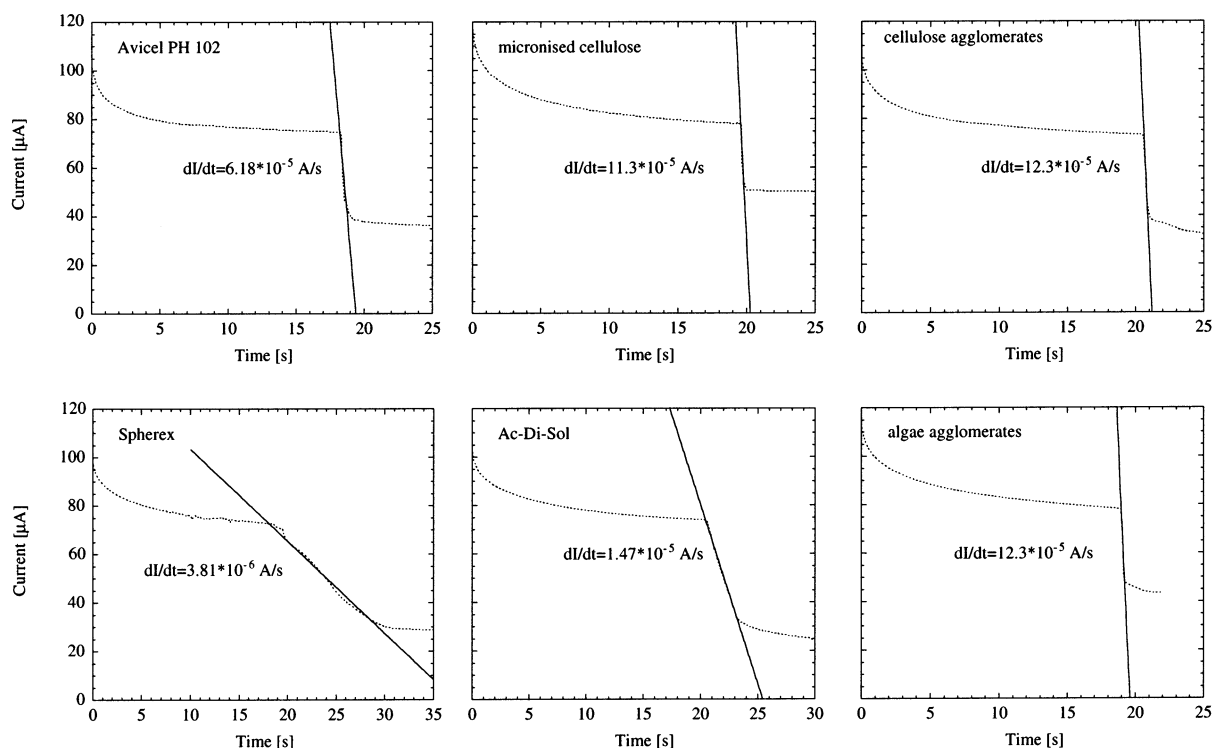 Avicel PH 102
micronised cellulose
cellulose agglomerates
120
100
80
60
40
20
0
Current [µA]
dI/dt=6.18*10⁻⁵ A/s
dI/dt=11.3*10⁻⁵ A/s
dI/dt=12.3*10⁻⁵ A/s
0 5 10 15 20 25
0 5 10 15 20 25
0 5 10 15 20 25
Time [s]
Time [s]
Time [s]
Spherex
Ac-Di-Sol
algae agglomerates
120
100
80
60
40
20
0
Current [µA]
dI/dt=3.81*10⁻⁶ A/s
dI/dt=1.47*10⁻⁵ A/s
dI/dt=12.3*10⁻⁵ A/s
0 5 10 15 20 25 30 35
0 5 10 15 20 25 30
0 5 10 15 20 25
Time [s]
Time [s]
Time [s]